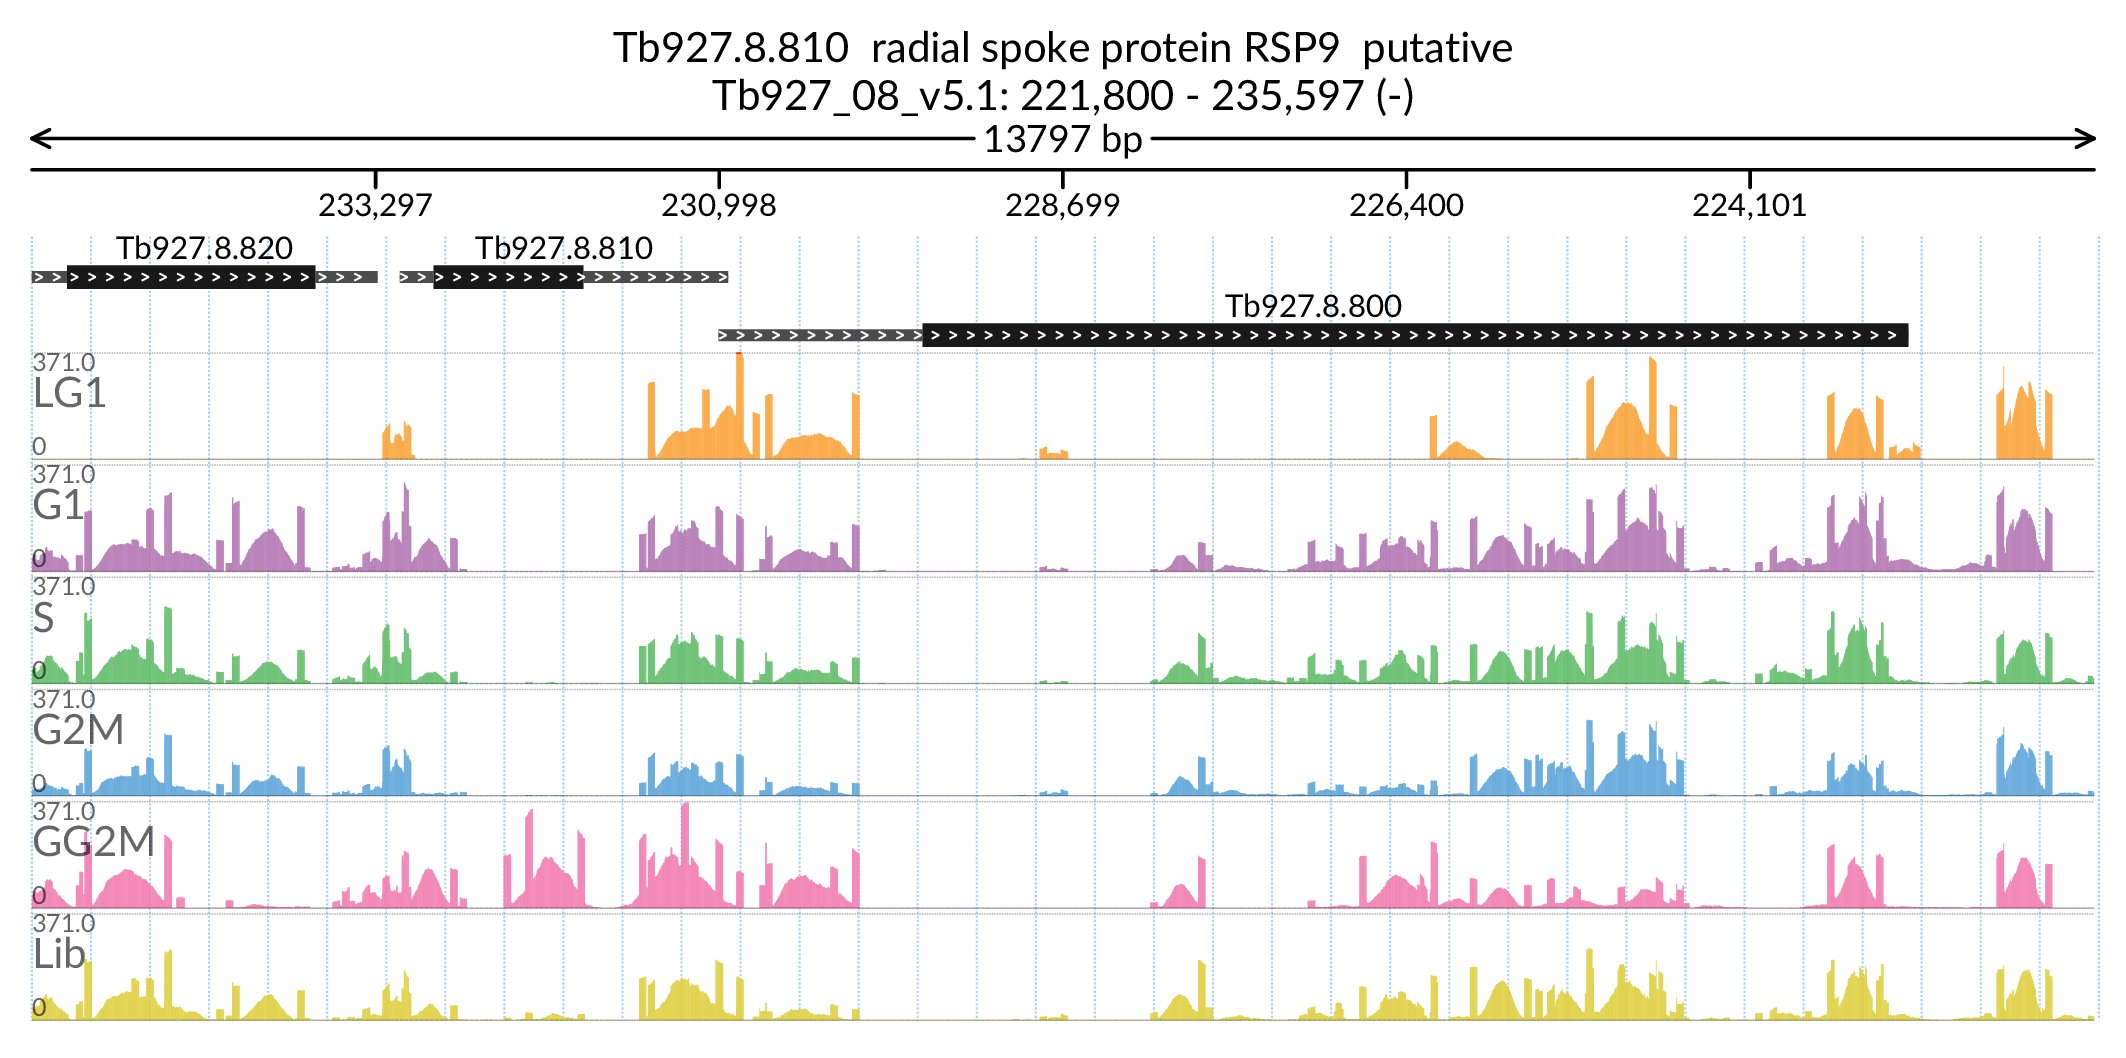 Tb927.8.810  radial spoke protein RSP9  putative
Tb927_08_v5.1: 221,800 - 235,597 (-)
13797 bp
233,297 230,998 228,699 226,400 224,101
Tb927.8.820 Tb927.8.810
Tb927.8.800
371.0
LG1
0
371.0
G1
0
371.0
S
0
371.0
G2M
0
371.0
GG2M
0
371.0
Lib
0